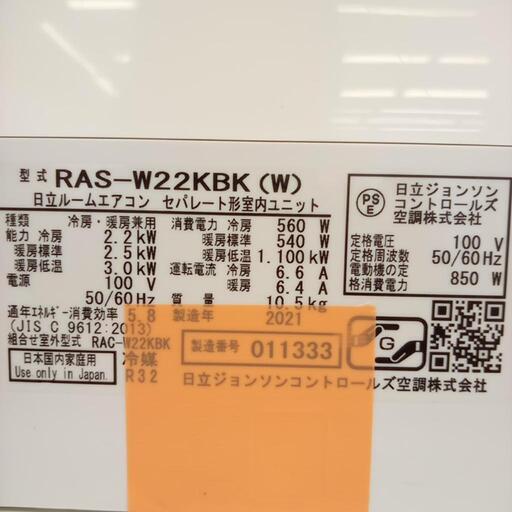 型式 RAS-W22KBK(W)
日立ルームエアコン セパレート形室内ユニット
種類 冷房・暖房兼用
能力 冷房 2.2 kW
暖房標準 2.5 kW
暖房低温 3.0 kW
電源 100 V
50/60Hz
通年エネルギー消費効率 5.8
(JIS C 9612:2013)
組合せ室外型式 RAC-W22KBK
消費電力 冷房 560 W
暖房標準 540 W
暖房低温 1.100 kW
運転電流 冷房 6.6 A
暖房 6.4 A
質量 10.5kg
製造年 2021
日本国内家庭用
Use only in Japan.
冷媒
R32
製造番号 011333
PS
E
日立ジョンソン
コントロールズ
空調株式会社
定格電圧 100 V
定格周波数 50/60Hz
電動機の定
格消費電力 850 W
G
日立ジョンソンコントロールズ空調株式会社